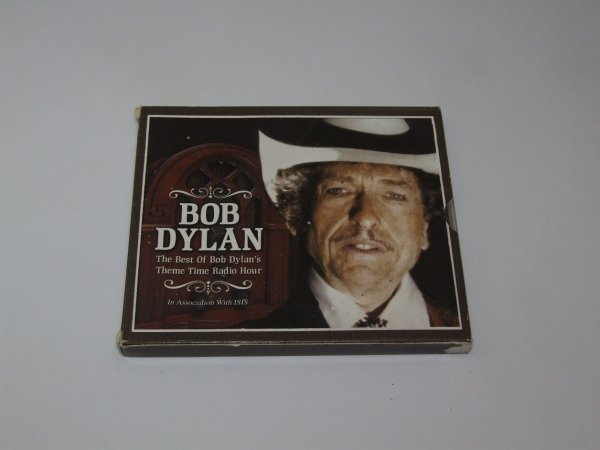 BOB
DYLAN
The Best Of Bob Dylan's
Theme Time Radio Hour
In Association With ISIS